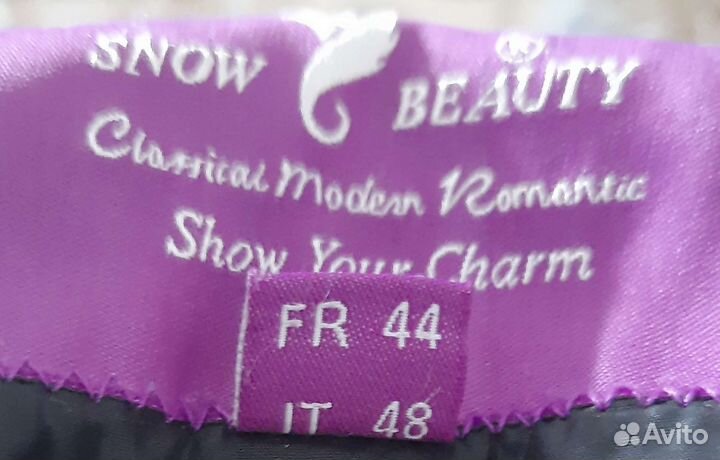 SNOW BEAUTY
Classical Modern Romantic
Show Your Charm
FR 44
IT 48
Avito